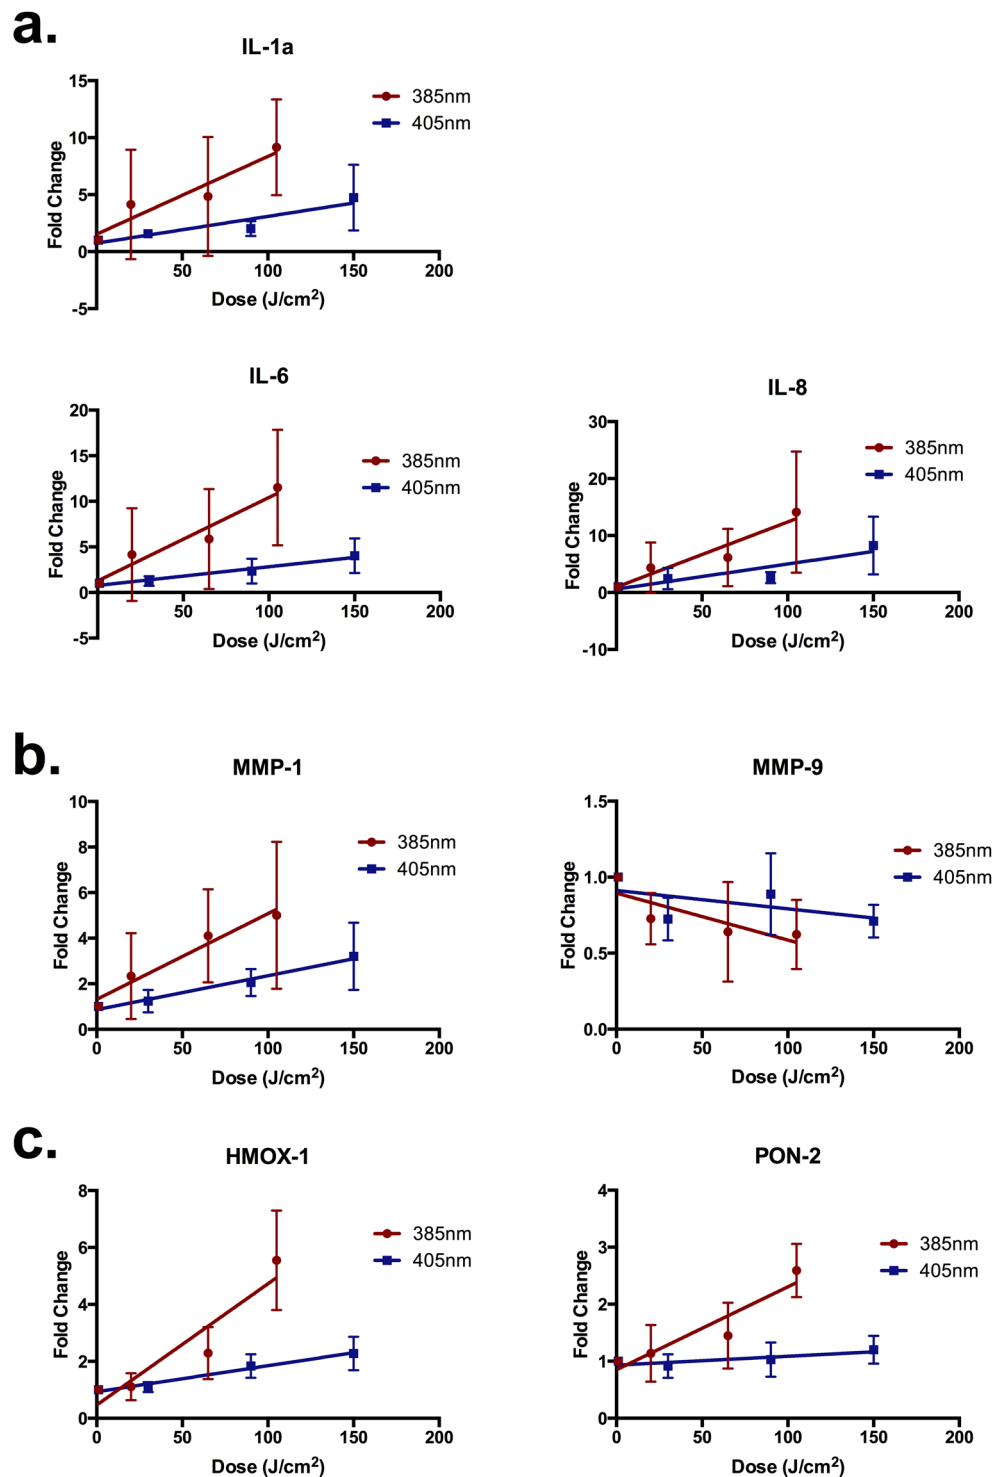 a.
IL-1a
15
10
5
0
-5
50 100 150 200
Fold Change
Dose (J/cm²)
385nm
405nm
IL-6
20
15
10
5
0
-5
50 100 150 200
Fold Change
Dose (J/cm²)
385nm
405nm
IL-8
30
20
10
0
-10
50 100 150 200
Fold Change
Dose (J/cm²)
385nm
405nm
b.
MMP-1
10
8
6
4
2
0
0 50 100 150 200
Fold Change
Dose (J/cm²)
385nm
405nm
MMP-9
1.5
1.0
0.5
0.0
0 50 100 150 200
Fold Change
Dose (J/cm²)
385nm
405nm
c.
HMOX-1
8
6
4
2
0
0 50 100 150 200
Fold Change
Dose (J/cm²)
385nm
405nm
PON-2
4
3
2
1
0
0 50 100 150 200
Fold Change
Dose (J/cm²)
385nm
405nm